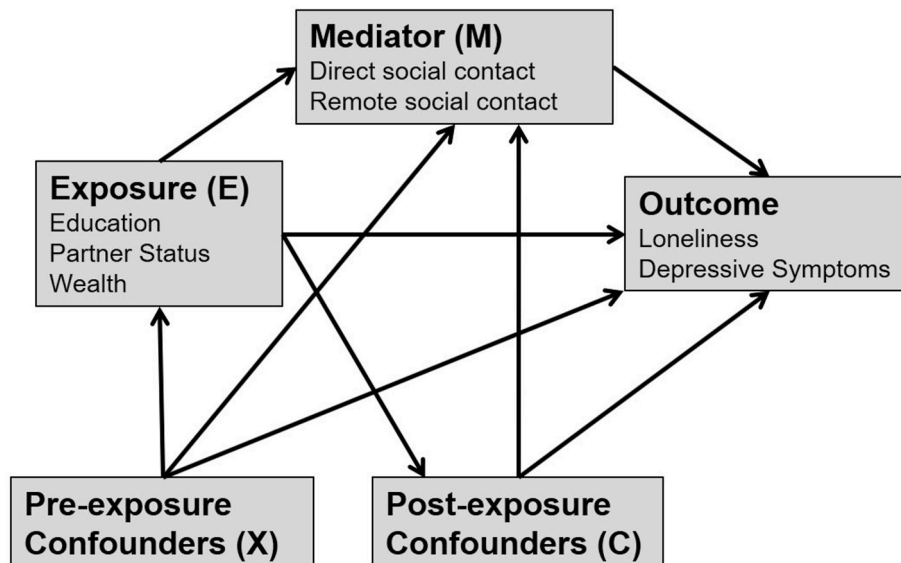 Mediator (M)
Direct social contact
Remote social contact
Exposure (E)
Education
Partner Status
Wealth
Outcome
Loneliness
Depressive Symptoms
Pre-exposure
Confounders (X)
Post-exposure
Confounders (C)